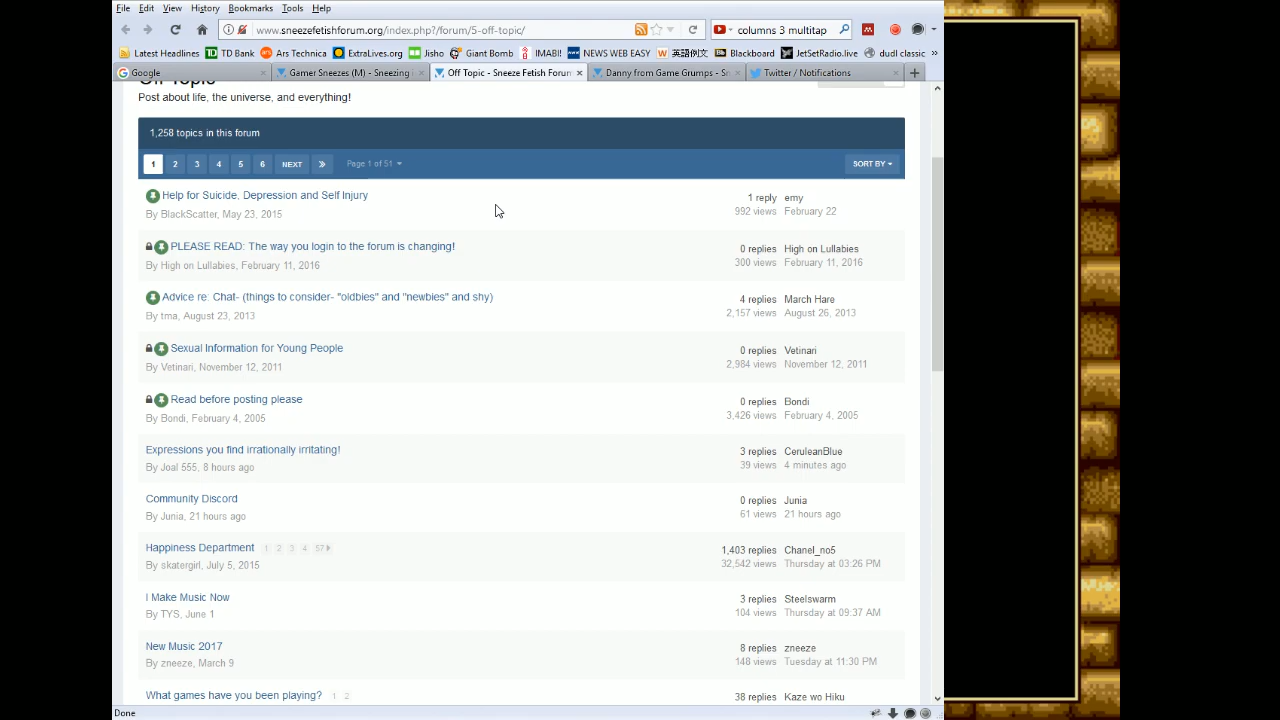 File Edit View History Bookmarks Tools Help
www.sneezefetishforum.org/index.php?/forum/5-off-topic/ columns 3 multitap
Latest Headlines TD Bank Ars Technica ExtraLives.org Jisho Giant Bomb IMABI! NEWS WEB EASY 英語例文 Blackboard JetSetRadio.live dudl classic »
Google Gamer Sneezes (M) - Sneezing Off Topic - Sneeze Fetish Forum Danny from Game Grumps - Sn Twitter / Notifications
Off Topic
Post about life, the universe, and everything!
1,258 topics in this forum
1 2 3 4 5 6 NEXT » Page 1 of 51 SORT BY
Help for Suicide, Depression and Self Injury 1 reply emy
By BlackScatter, May 23, 2015 992 views February 22
PLEASE READ: The way you login to the forum is changing! 0 replies High on Lullabies
By High on Lullabies, February 11, 2016 300 views February 11, 2016
Advice re: Chat- (things to consider- "oldbies" and "newbies" and shy) 4 replies March Hare
By tma, August 23, 2013 2,157 views August 26, 2013
Sexual Information for Young People 0 replies Vetinari
By Vetinari, November 12, 2011 2,984 views November 12, 2011
Read before posting please 0 replies Bondi
By Bondi, February 4, 2005 3,426 views February 4, 2005
Expressions you find irrationally irritating! 3 replies CeruleanBlue
By Joal 555, 8 hours ago 39 views 4 minutes ago
Community Discord 0 replies Junia
By Junia, 21 hours ago 61 views 21 hours ago
Happiness Department 1 2 3 4 57 1,403 replies Chanel_no5
By skatergirl, July 5, 2015 32,542 views Thursday at 03:26 PM
I Make Music Now 3 replies Steelswarm
By TYS, June 1 104 views Thursday at 09:37 AM
New Music 2017 8 replies zneeze
By zneeze, March 9 148 views Tuesday at 11:30 PM
What games have you been playing? 1 2 38 replies Kaze wo Hiku
Done